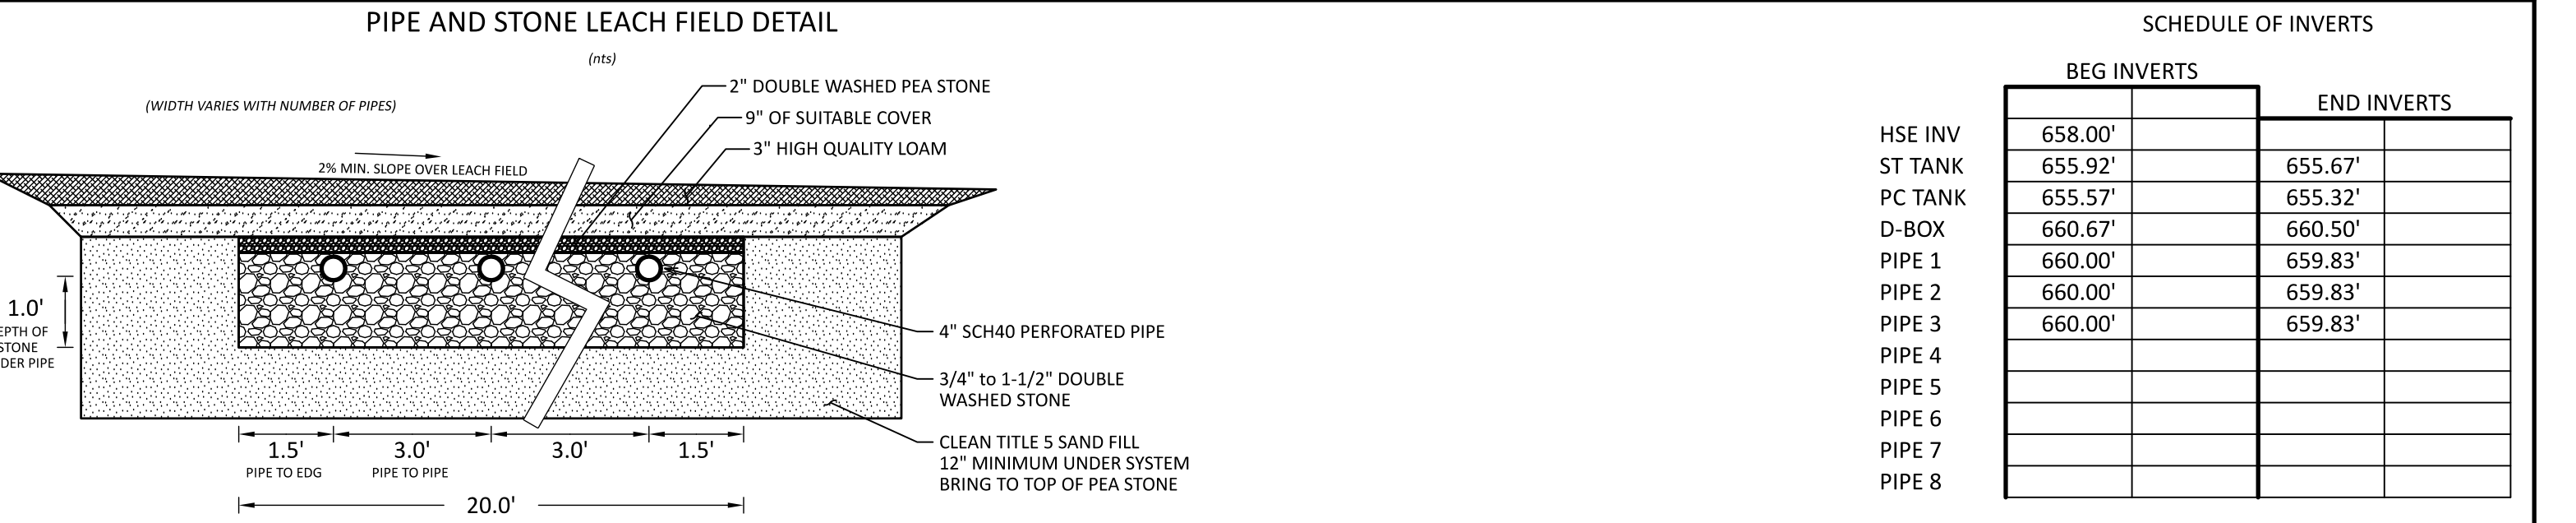 PIPE AND STONE LEACH FIELD DETAIL
(nts)
(WIDTH VARIES WITH NUMBER OF PIPES)
2" DOUBLE WASHED PEA STONE
9" OF SUITABLE COVER
3" HIGH QUALITY LOAM
2% MIN. SLOPE OVER LEACH FIELD
1.0'
EPTH OF
STONE
DER PIPE
4" SCH40 PERFORATED PIPE
3/4" to 1-1/2" DOUBLE
WASHED STONE
CLEAN TITLE 5 SAND FILL
12" MINIMUM UNDER SYSTEM
BRING TO TOP OF PEA STONE
1.5' 3.0' 3.0' 1.5'
PIPE TO EDG PIPE TO PIPE
20.0'
SCHEDULE OF INVERTS
BEG INVERTS
END INVERTS
HSE INV 658.00'
ST TANK 655.92' 655.67'
PC TANK 655.57' 655.32'
D-BOX 660.67' 660.50'
PIPE 1 660.00' 659.83'
PIPE 2 660.00' 659.83'
PIPE 3 660.00' 659.83'
PIPE 4
PIPE 5
PIPE 6
PIPE 7
PIPE 8